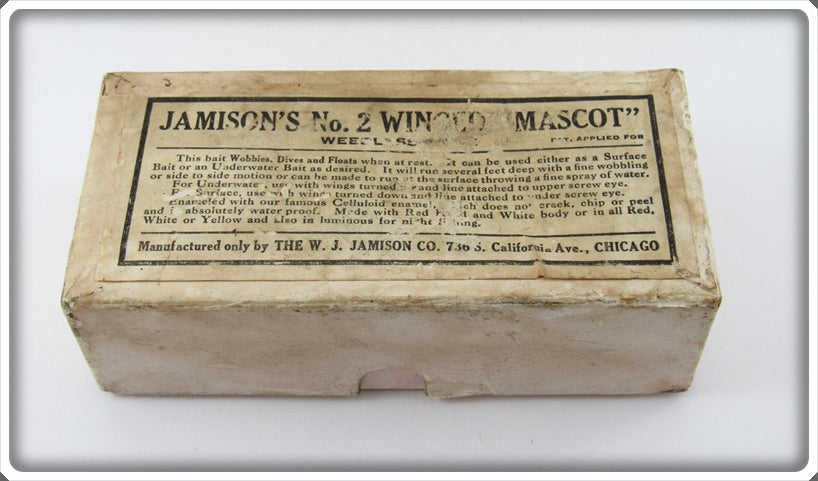 3
JAMISON'S No. 2 WINGED "MASCOT"
WEEDLESS PAT. APPLIED FOR
This bait Wobbles, Dives and Floats when at rest. It can be used either as a Surface
Bait or an Underwater Bait as desired. It will run several feet deep with a fine wobbling
or side to side motion or can be made to run at the surface throwing a fine spray of water.
For Underwater, use with wings turned and line attached to upper screw eye.
For Surface, use with wings turned down and line attached to under screw eye.
Enameled with our famous Celluloid enamel, which does not crack, chip or peel
and is absolutely water proof. Made with Red head and White body or in all Red,
White or Yellow and also in luminous for night fishing.
Manufactured only by THE W. J. JAMISON CO. 736 S. California Ave., CHICAGO